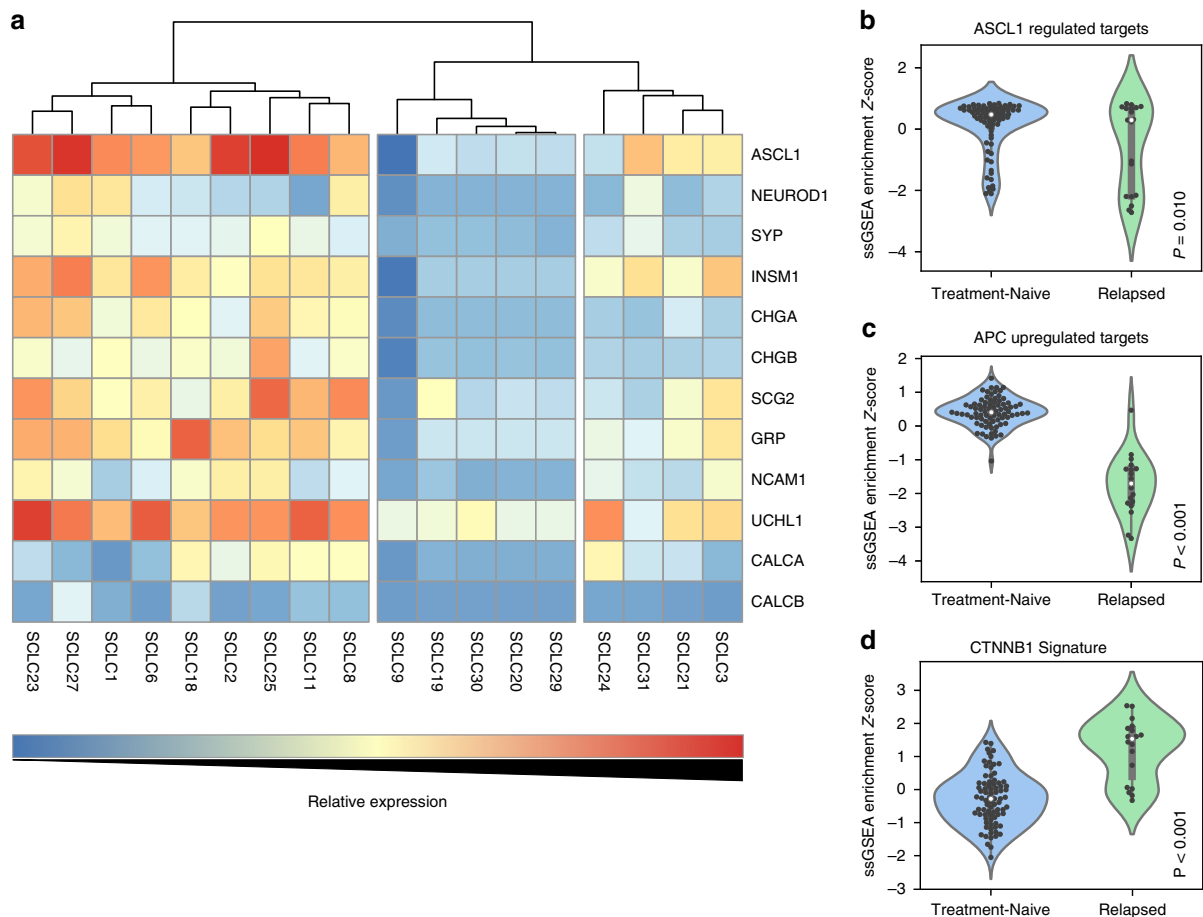 a
ASCL1
NEUROD1
SYP
INSM1
CHGA
CHGB
SCG2
GRP
NCAM1
UCHL1
CALCA
CALCB
SCLC23
SCLC27
SCLC1
SCLC6
SCLC18
SCLC2
SCLC25
SCLC11
SCLC8
SCLC9
SCLC19
SCLC30
SCLC20
SCLC29
SCLC24
SCLC31
SCLC21
SCLC3
Relative expression
b
ASCL1 regulated targets
ssGSEA enrichment Z-score
2
0
−2
−4
P = 0.010
Treatment-Naive Relapsed
c
APC upregulated targets
ssGSEA enrichment Z-score
2
1
0
−1
−2
−3
−4
P < 0.001
Treatment-Naive Relapsed
d
CTNNB1 Signature
ssGSEA enrichment Z-score
3
2
1
0
−1
−2
−3
P < 0.001
Treatment-Naive Relapsed